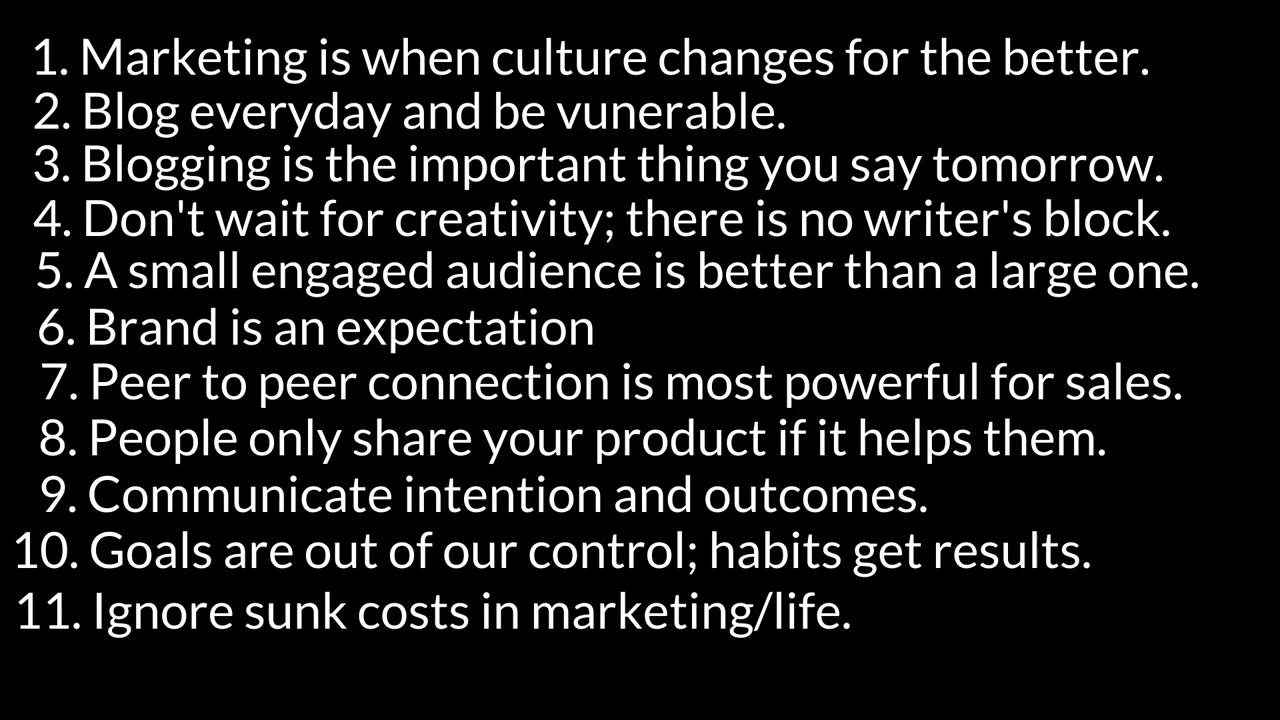 1. Marketing is when culture changes for the better.
2. Blog everyday and be vunerable.
3. Blogging is the important thing you say tomorrow.
4. Don't wait for creativity; there is no writer's block.
5. A small engaged audience is better than a large one.
6. Brand is an expectation
7. Peer to peer connection is most powerful for sales.
8. People only share your product if it helps them.
9. Communicate intention and outcomes.
10. Goals are out of our control; habits get results.
11. Ignore sunk costs in marketing/life.